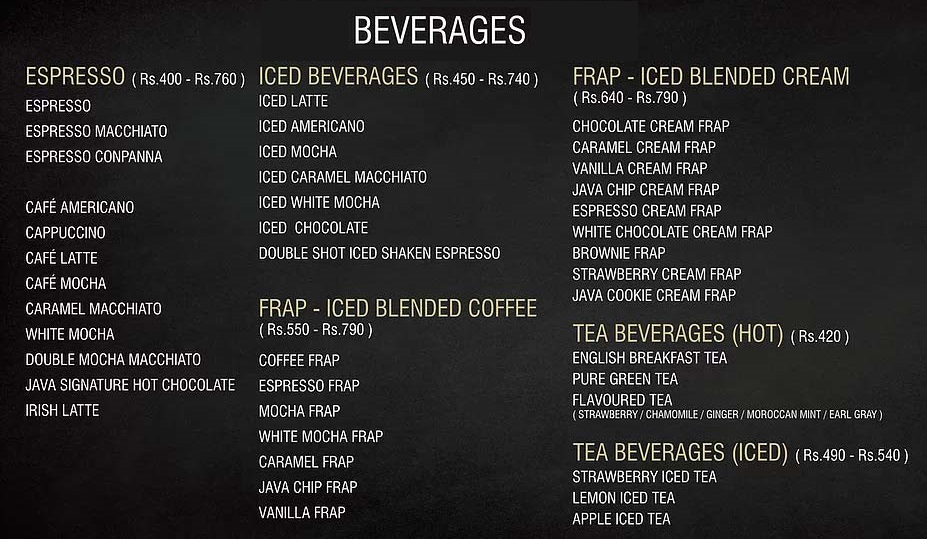 BEVERAGES
ESPRESSO ( Rs.400 - Rs.760 )
ESPRESSO
ESPRESSO MACCHIATO
ESPRESSO CONPANNA
CAFÉ AMERICANO
CAPPUCCINO
CAFÉ LATTE
CAFÉ MOCHA
CARAMEL MACCHIATO
WHITE MOCHA
DOUBLE MOCHA MACCHIATO
JAVA SIGNATURE HOT CHOCOLATE
IRISH LATTE
ICED BEVERAGES ( Rs.450 - Rs.740 )
ICED LATTE
ICED AMERICANO
ICED MOCHA
ICED CARAMEL MACCHIATO
ICED WHITE MOCHA
ICED CHOCOLATE
DOUBLE SHOT ICED SHAKEN ESPRESSO
FRAP - ICED BLENDED COFFEE
( Rs.550 - Rs.790 )
COFFEE FRAP
ESPRESSO FRAP
MOCHA FRAP
WHITE MOCHA FRAP
CARAMEL FRAP
JAVA CHIP FRAP
VANILLA FRAP
FRAP - ICED BLENDED CREAM
( Rs.640 - Rs.790 )
CHOCOLATE CREAM FRAP
CARAMEL CREAM FRAP
VANILLA CREAM FRAP
JAVA CHIP CREAM FRAP
ESPRESSO CREAM FRAP
WHITE CHOCOLATE CREAM FRAP
BROWNIE FRAP
STRAWBERRY CREAM FRAP
JAVA COOKIE CREAM FRAP
TEA BEVERAGES (HOT) ( Rs.420 )
ENGLISH BREAKFAST TEA
PURE GREEN TEA
FLAVOURED TEA
( STRAWBERRY / CHAMOMILE / GINGER / MOROCCAN MINT / EARL GRAY )
TEA BEVERAGES (ICED) ( Rs.490 - Rs.540 )
STRAWBERRY ICED TEA
LEMON ICED TEA
APPLE ICED TEA